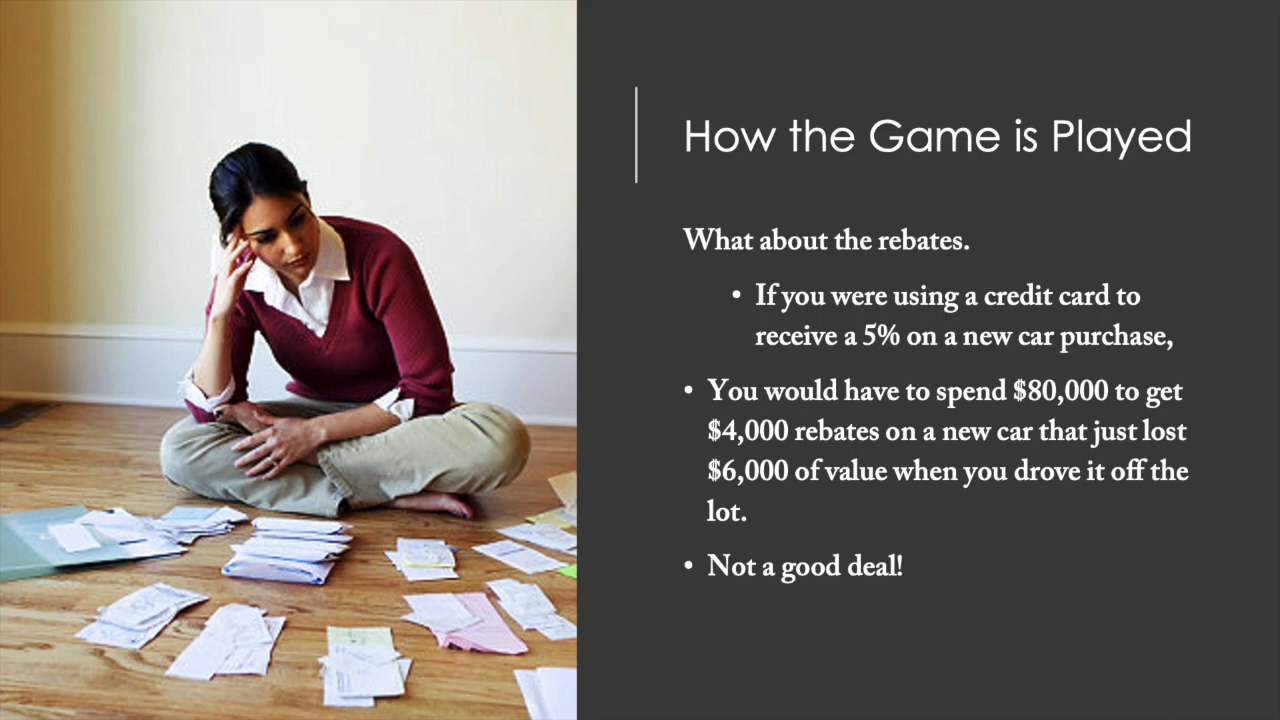 How the Game is Played
What about the rebates.
• If you were using a credit card to
receive a 5% on a new car purchase,
• You would have to spend $80,000 to get
$4,000 rebates on a new car that just lost
$6,000 of value when you drove it off the
lot.
• Not a good deal!